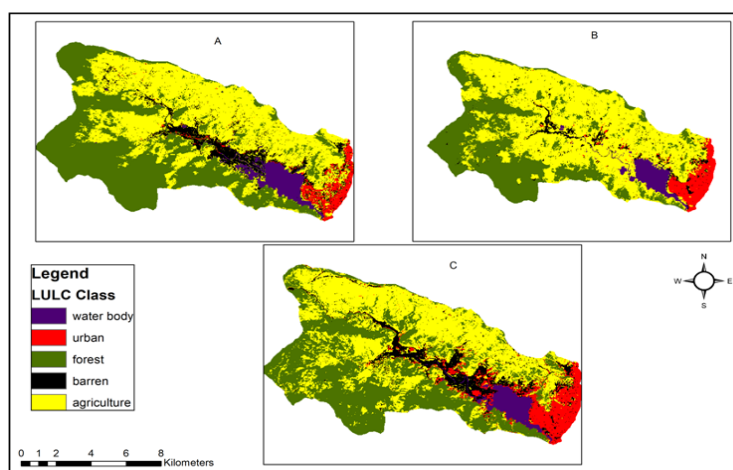 A
B
C
Legend
LULC Class
water body
urban
forest
barren
agriculture
N
W E
S
0 1 2 4 6 8
Kilometers